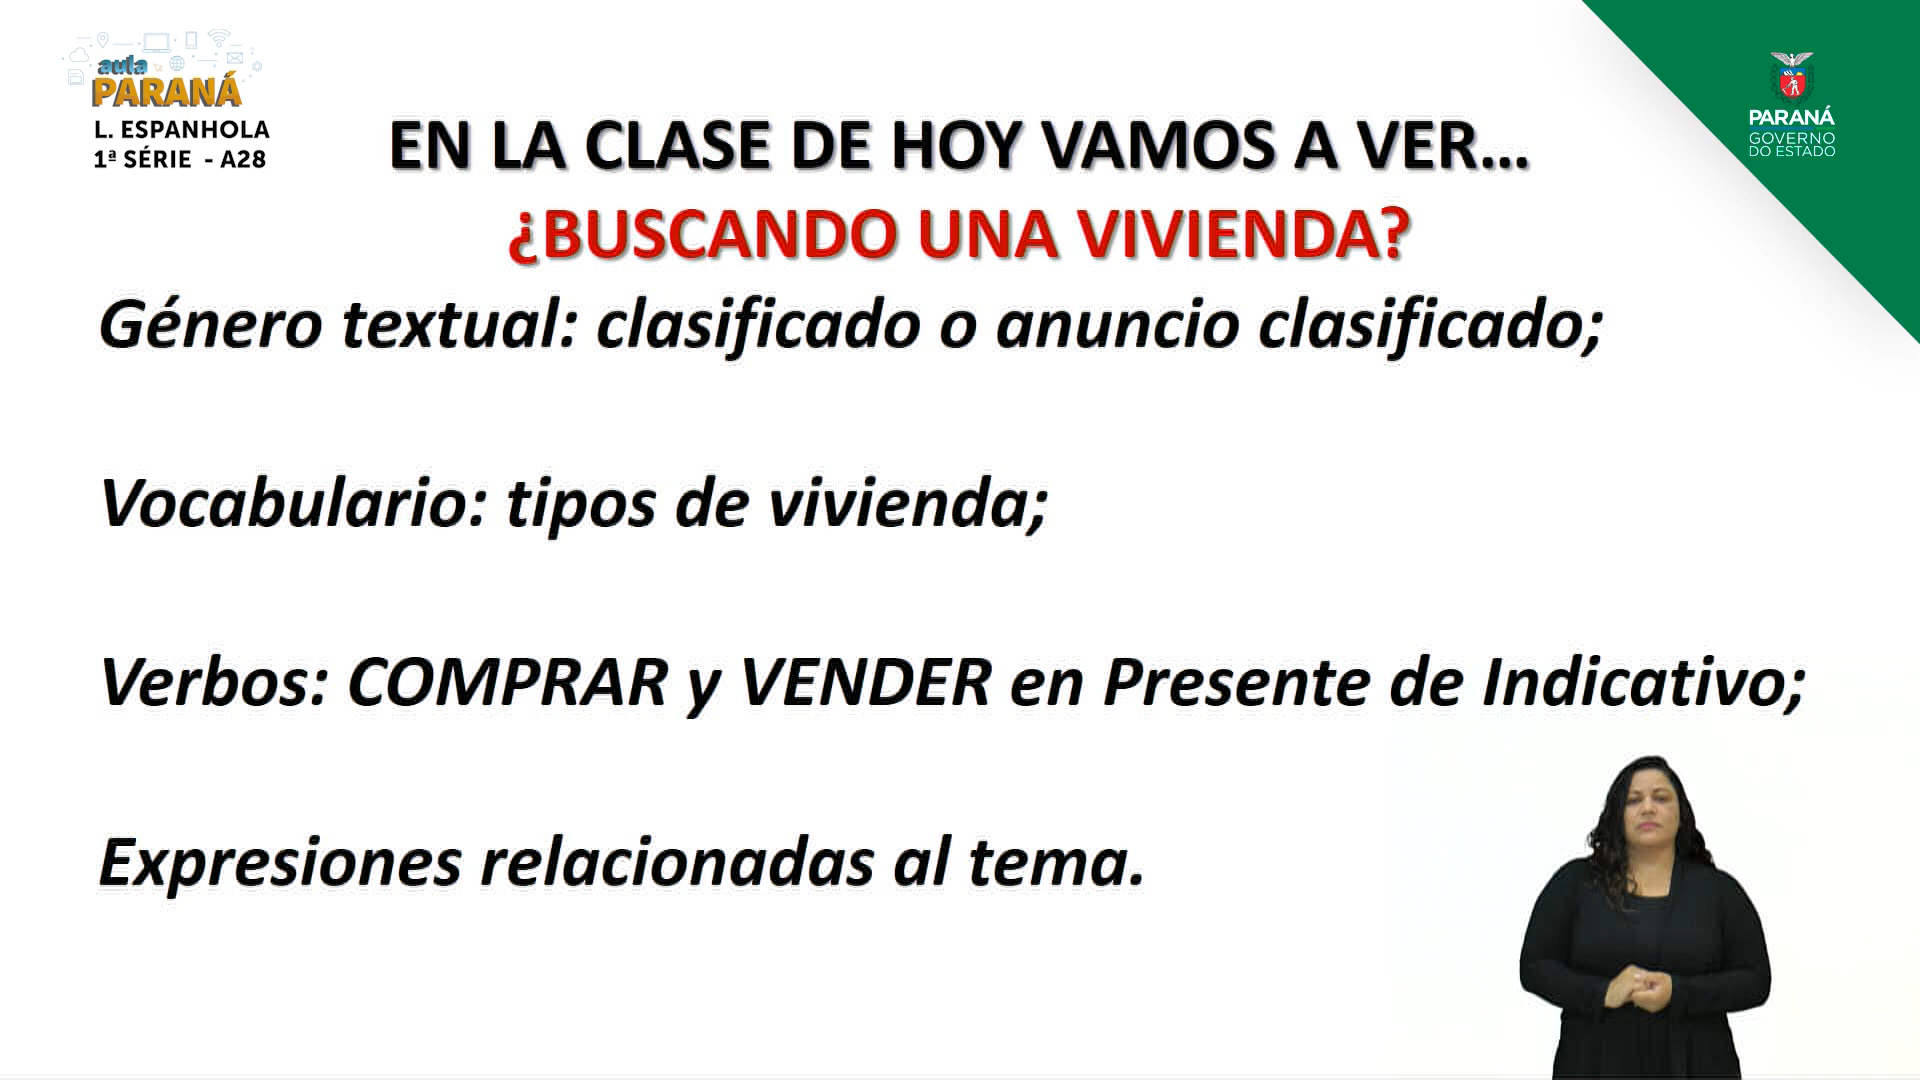 aula
PARANÁ
L. ESPANHOLA
1ª SÉRIE - A28
PARANÁ
GOVERNO
DO ESTADO
EN LA CLASE DE HOY VAMOS A VER...
¿BUSCANDO UNA VIVIENDA?
Género textual: clasificado o anuncio clasificado;
Vocabulario: tipos de vivienda;
Verbos: COMPRAR y VENDER en Presente de Indicativo;
Expresiones relacionadas al tema.